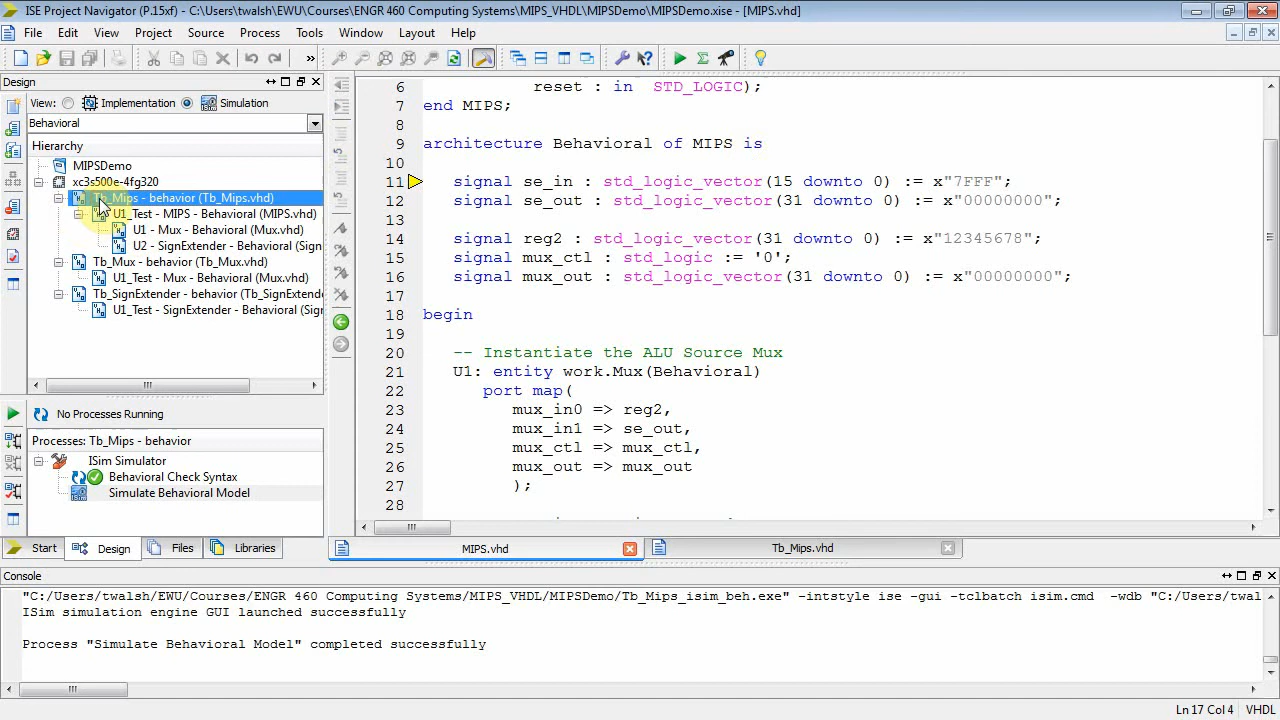 ISE Project Navigator (P.15xf) - C:\Users\twalsh\EWU\Courses\ENGR 460 Computing Systems\MIPS_VHDL\MIPSDemo\MIPSDemo.xise - [MIPS.vhd]
File Edit View Project Source Process Tools Window Layout Help
Design
View: Implementation Simulation
Behavioral
Hierarchy
MIPSDemo
xc3s500e-4fg320
Mips - behavior (Tb_Mips.vhd)
U1_Test - MIPS - Behavioral (MIPS.vhd)
U1 - Mux - Behavioral (Mux.vhd)
U2 - SignExtender - Behavioral (Sign
Tb_Mux - behavior (Tb_Mux.vhd)
U1_Test - Mux - Behavioral (Mux.vhd)
Tb_SignExtender - behavior (Tb_SignExtende
U1_Test - SignExtender - Behavioral (Sig
No Processes Running
Processes: Tb_Mips - behavior
ISim Simulator
Behavioral Check Syntax
Simulate Behavioral Model
Start Design Files Libraries
6 reset : in STD_LOGIC);
7 end MIPS;
8
9 architecture Behavioral of MIPS is
10
11 signal se_in : std_logic_vector(15 downto 0) := x"7FFF";
12 signal se_out : std_logic_vector(31 downto 0) := x"00000000";
13
14 signal reg2 : std_logic_vector(31 downto 0) := x"12345678";
15 signal mux_ctl : std_logic := '0';
16 signal mux_out : std_logic_vector(31 downto 0) := x"00000000";
17
18 begin
19
20 -- Instantiate the ALU Source Mux
21 U1: entity work.Mux(Behavioral)
22 port map(
23 mux_in0 => reg2,
24 mux_in1 => se_out,
25 mux_ctl => mux_ctl,
26 mux_out => mux_out
27 );
28
MIPS.vhd Tb_Mips.vhd
Console
"C:/Users/twalsh/EWU/Courses/ENGR 460 Computing Systems/MIPS_VHDL/MIPSDemo/Tb_Mips_isim_beh.exe" -intstyle ise -gui -tclbatch isim.cmd -wdb "C:/Users/twal
ISim simulation engine GUI launched successfully
Process "Simulate Behavioral Model" completed successfully
Ln 17 Col 4 VHDL